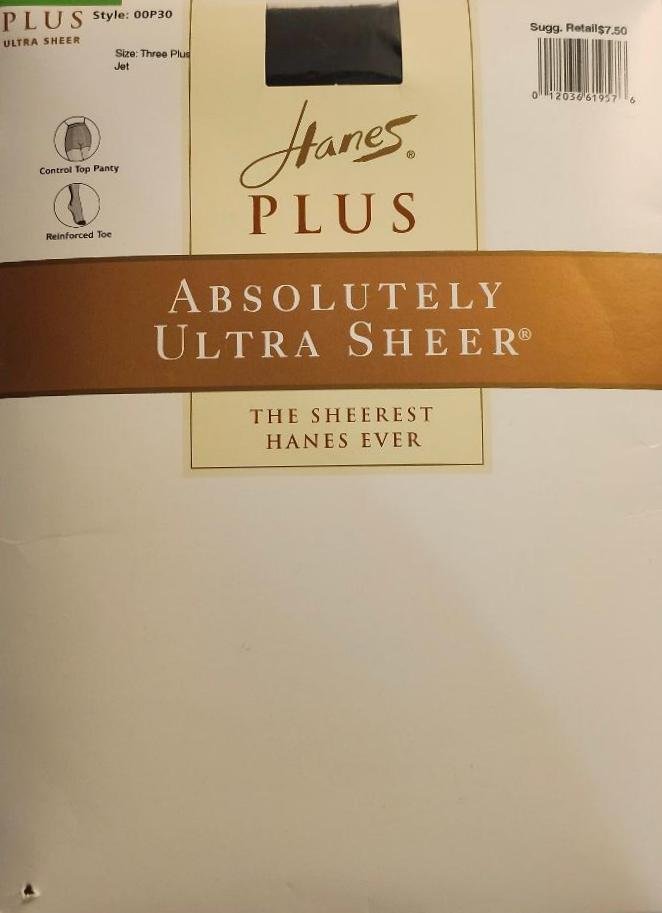 PLUS
ULTRA SHEER
Style: 00P30
Size: Three Plus
Jet
Control Top Panty
Reinforced Toe
Sugg. Retail$7.50
0 12036 61957 6
Hanes®
PLUS
ABSOLUTELY
ULTRA SHEER®
THE SHEEREST
HANES EVER